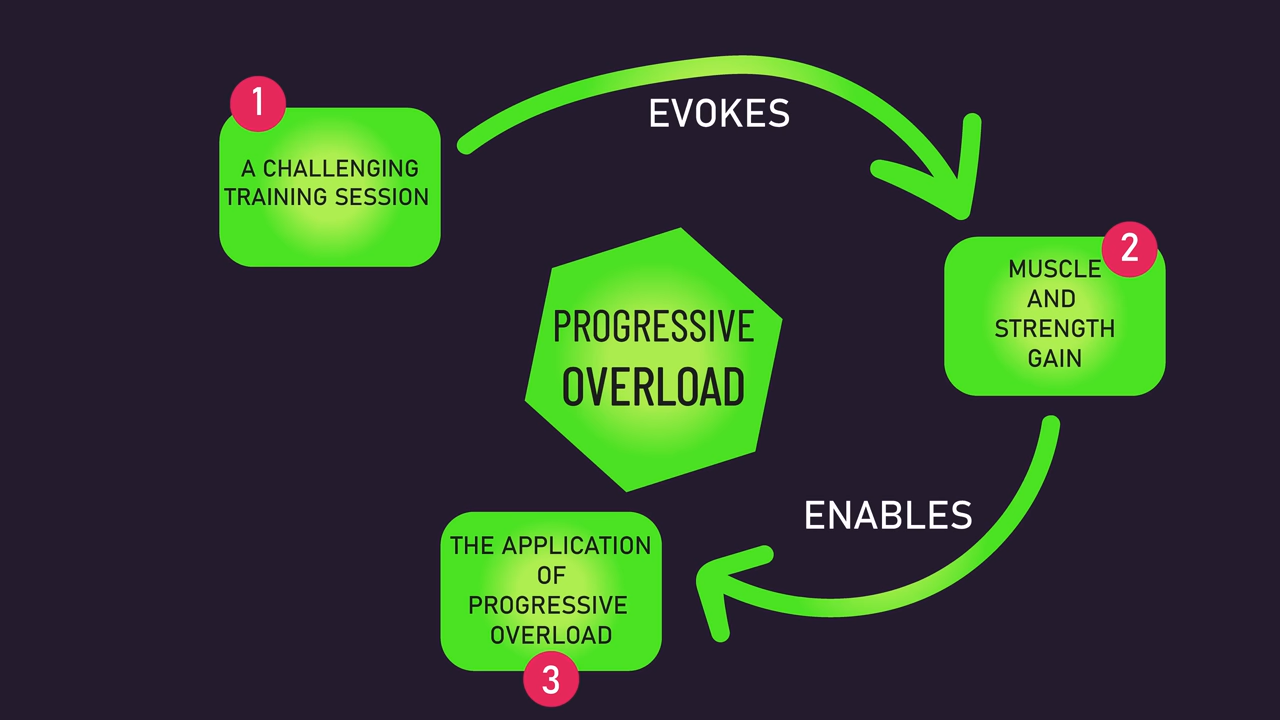 1
A CHALLENGING
TRAINING SESSION
EVOKES
2
MUSCLE
AND
STRENGTH
GAIN
PROGRESSIVE
OVERLOAD
ENABLES
THE APPLICATION
OF
PROGRESSIVE
OVERLOAD
3